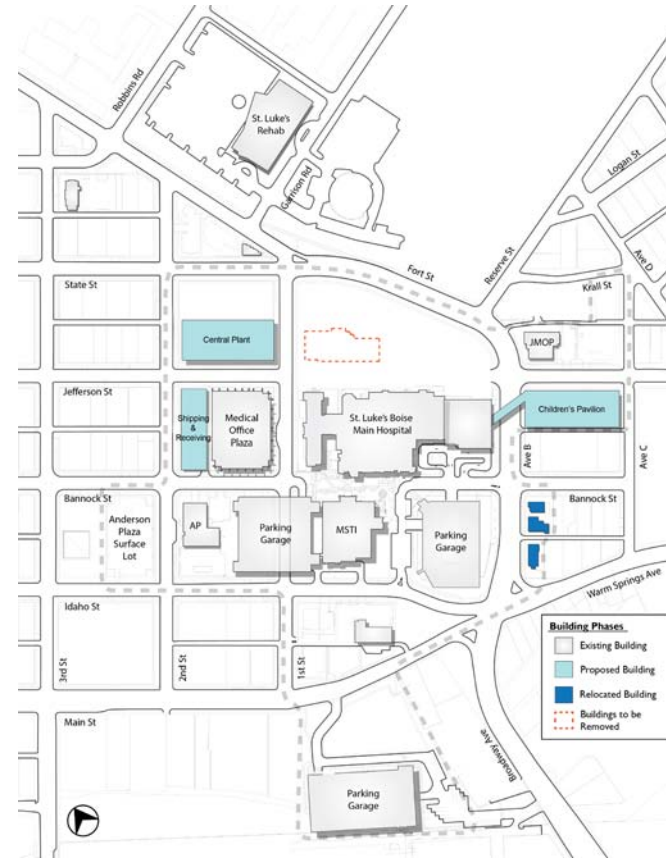 Robbins Rd
St. Luke's
Rehab
Garrison Rd
Logan St
Ave D
Reserve St
Fort St
Krall St
State St
Central Plant
JMOP
Jefferson St
Shipping
&
Receiving
Medical
Office
Plaza
St. Luke's Boise
Main Hospital
Children's Pavilion
Ave B
Ave C
Bannock St
Bannock St
Anderson
Plaza
Surface
Lot
AP
Parking
Garage
MSTI
Parking
Garage
Warm Springs Ave
Idaho St
3rd St
2nd St
1st St
Main St
Broadway Ave
Parking
Garage
Building Phases
Existing Building
Proposed Building
Relocated Building
Buildings to be
Removed